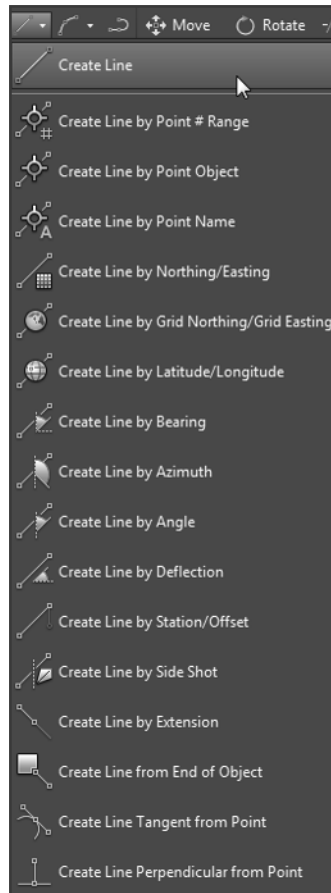 Move Rotate
Create Line
Create Line by Point # Range
Create Line by Point Object
Create Line by Point Name
Create Line by Northing/Easting
Create Line by Grid Northing/Grid Easting
Create Line by Latitude/Longitude
Create Line by Bearing
Create Line by Azimuth
Create Line by Angle
Create Line by Deflection
Create Line by Station/Offset
Create Line by Side Shot
Create Line by Extension
Create Line from End of Object
Create Line Tangent from Point
Create Line Perpendicular from Point